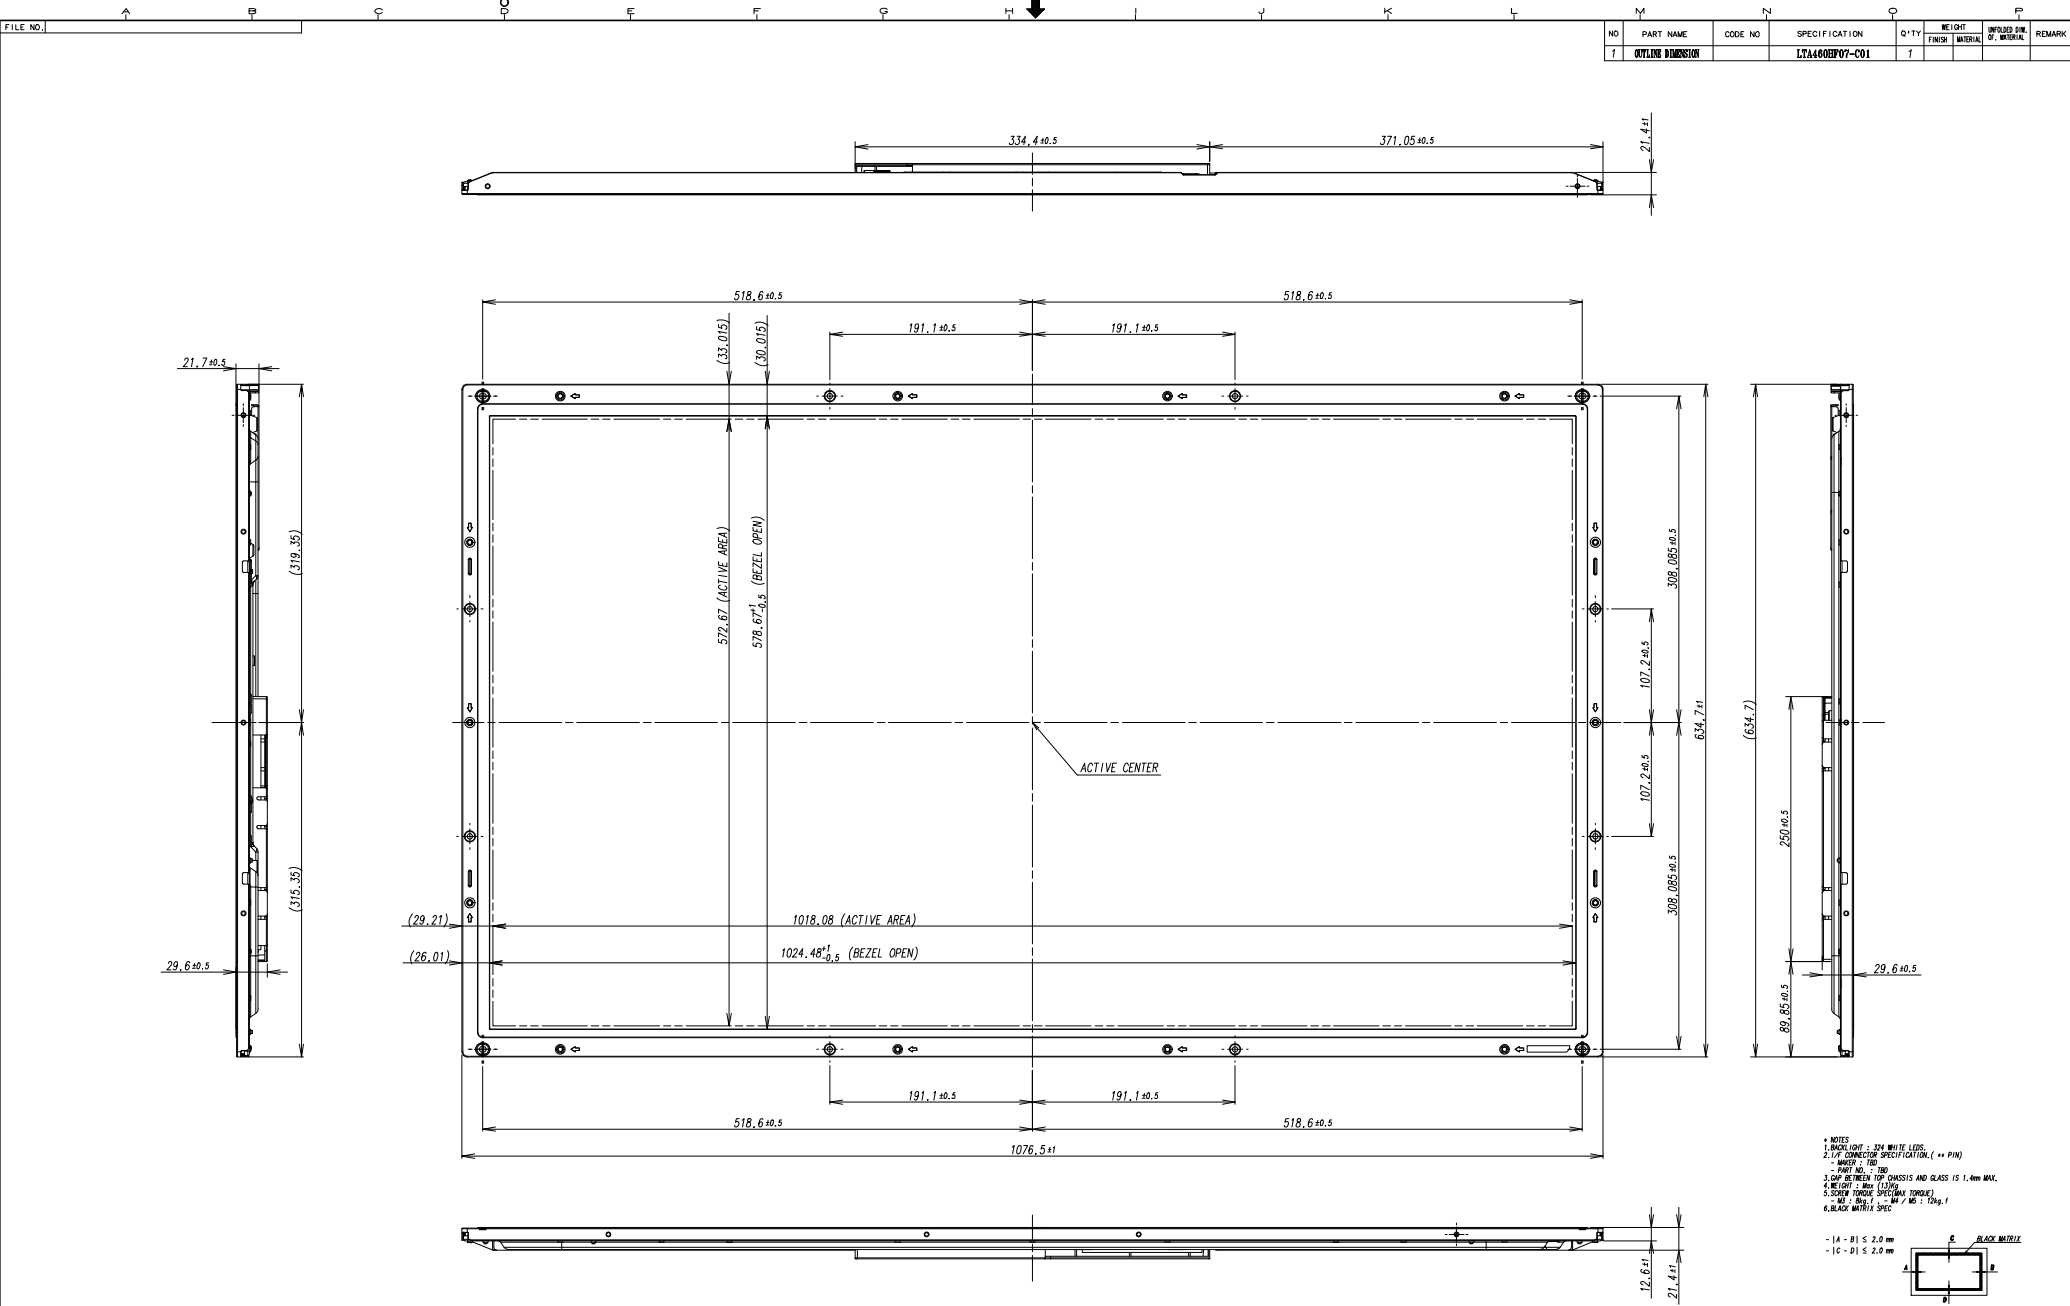 A B C D E F G H I J K L M N O P
FILE NO.
NO PART NAME CODE NO SPECIFICATION Q'TY WEIGHT FINISH MATERIAL UNFOLDED DIM. OF. MATERIAL REMARK
1 OUTLINE DIMENSION LTA460HF07-C01 1
334.4±0.5
371.05±0.5
21.4±1
518.6±0.5
518.6±0.5
191.1±0.5
191.1±0.5
(33.015)
(30.015)
21.7±0.5
(319.35)
(315.35)
29.6±0.5
572.67 (ACTIVE AREA)
578.67+1-0.5 (BEZEL OPEN)
ACTIVE CENTER
(29.21)
1018.08 (ACTIVE AREA)
(26.01)
1024.48+1-0.5 (BEZEL OPEN)
308.085±0.5
107.2±0.5
107.2±0.5
308.085±0.5
634.7±1
(634.7)
250±0.5
89.85±0.5
29.6±0.5
191.1±0.5
191.1±0.5
518.6±0.5
518.6±0.5
1076.5±1
12.6±1
21.4±1
* NOTES
1.BACKLIGHT : 324 WHITE LEDS.
2.I/F CONNECTOR SPECIFICATION.( ** PIN)
- MAKER : TBD
- PART NO. : TBD
3.GAP BETWEEN TOP CHASSIS AND GLASS IS 1.4mm MAX.
4.WEIGHT : Max (13)Kg
5.SCREW TORQUE SPEC(MAX TORQUE)
- M3 : 8kg.f , - M4 / M5 : 12kg.f
6.BLACK MATRIX SPEC
- |A - B| ≤ 2.0 mm
- |C - D| ≤ 2.0 mm
C
BLACK MATRIX
A
B
D